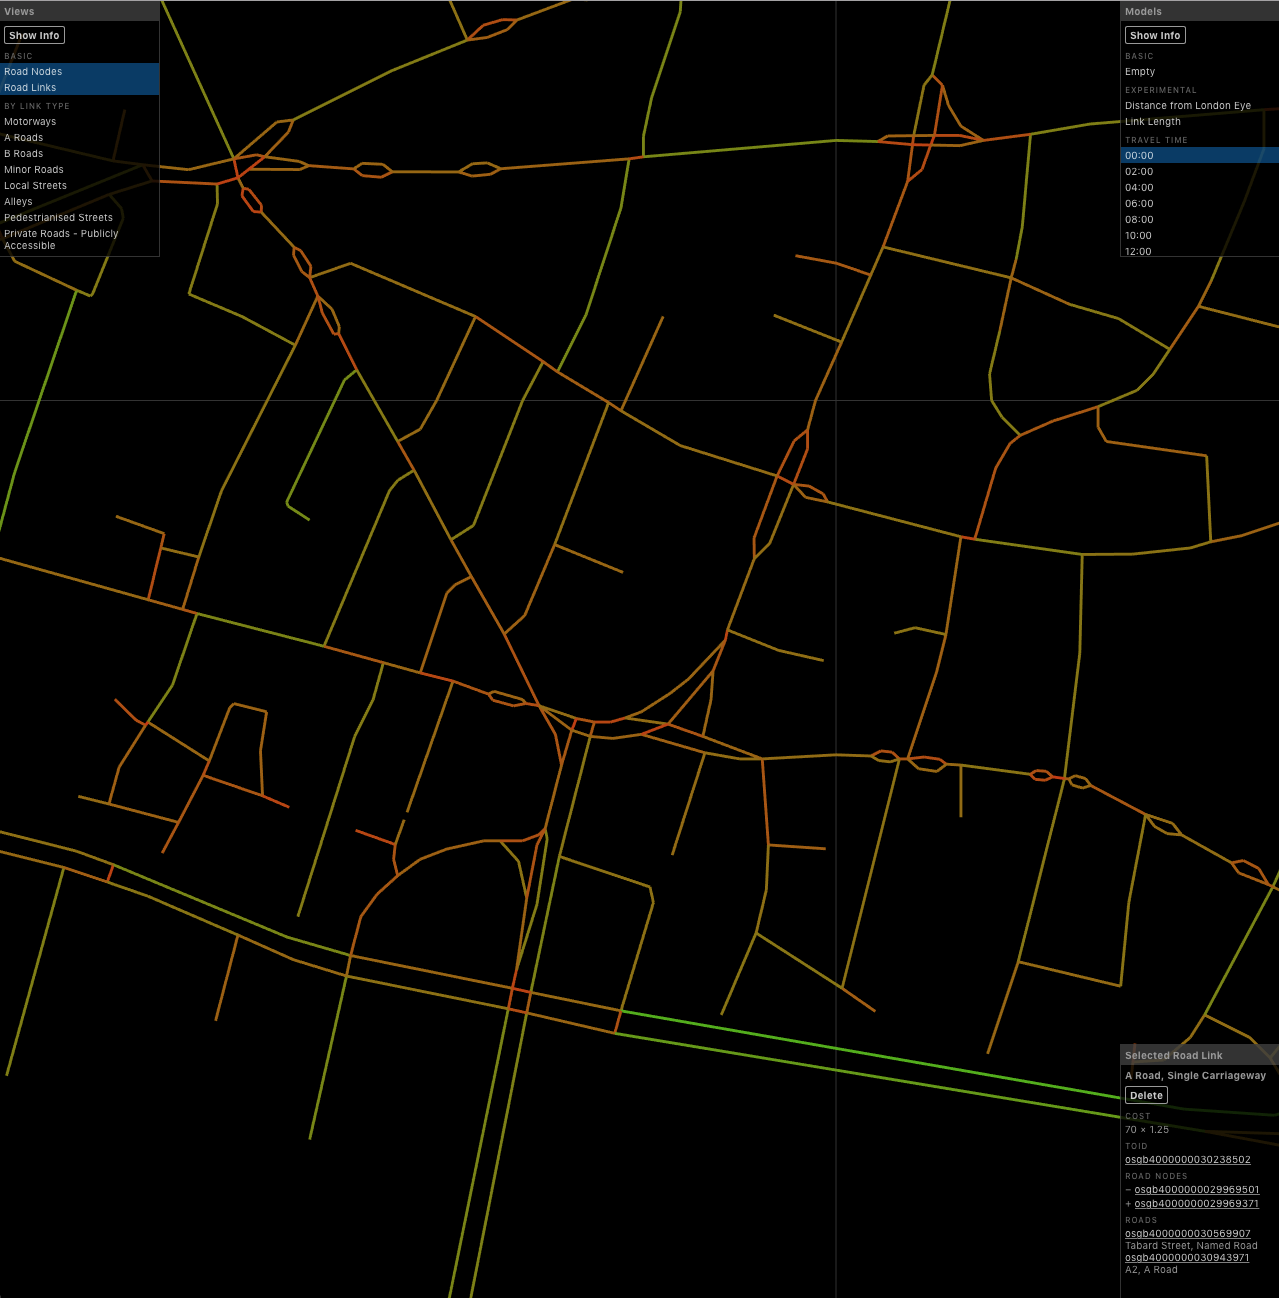 Views
Show Info
BASIC
Road Nodes
Road Links
BY LINK TYPE
Motorways
A Roads
B Roads
Minor Roads
Local Streets
Alleys
Pedestrianised Streets
Private Roads - Publicly
Accessible
Models
Show Info
BASIC
Empty
EXPERIMENTAL
Distance from London Eye
Link Length
TRAVEL TIME
00:00
02:00
04:00
06:00
08:00
10:00
12:00
Selected Road Link
A Road, Single Carriageway
Delete
COST
70 × 1.25
TOID
osgb4000000030238502
ROAD NODES
− osgb4000000029969501
+ osgb4000000029969371
ROADS
osgb4000000030569907
Tabard Street, Named Road
osgb4000000030943971
A2, A Road